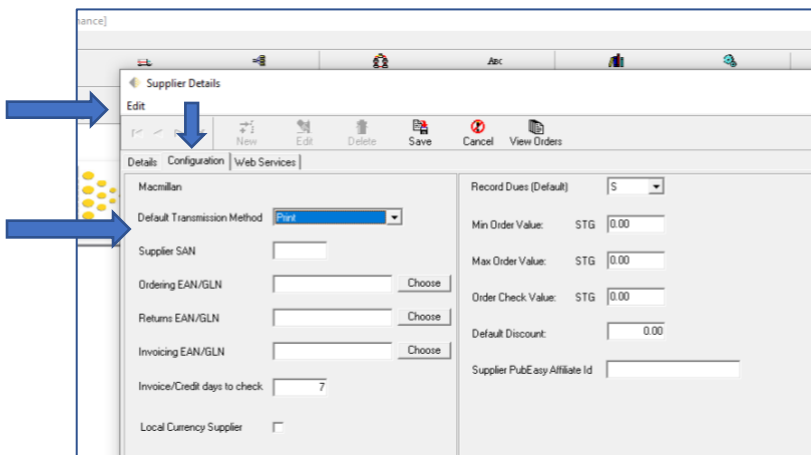 nance]
ABC
Supplier Details
Edit
New Edit Delete Save Cancel View Orders
Details Configuration Web Services
Macmillan
Default Transmission Method Print
Supplier SAN
Ordering EAN/GLN Choose
Returns EAN/GLN Choose
Invoicing EAN/GLN Choose
Invoice/Credit days to check 7
Local Currency Supplier
Record Dues (Default) S
Min Order Value: STG 0.00
Max Order Value: STG 0.00
Order Check Value: STG 0.00
Default Discount: 0.00
Supplier PubEasy Affiliate Id